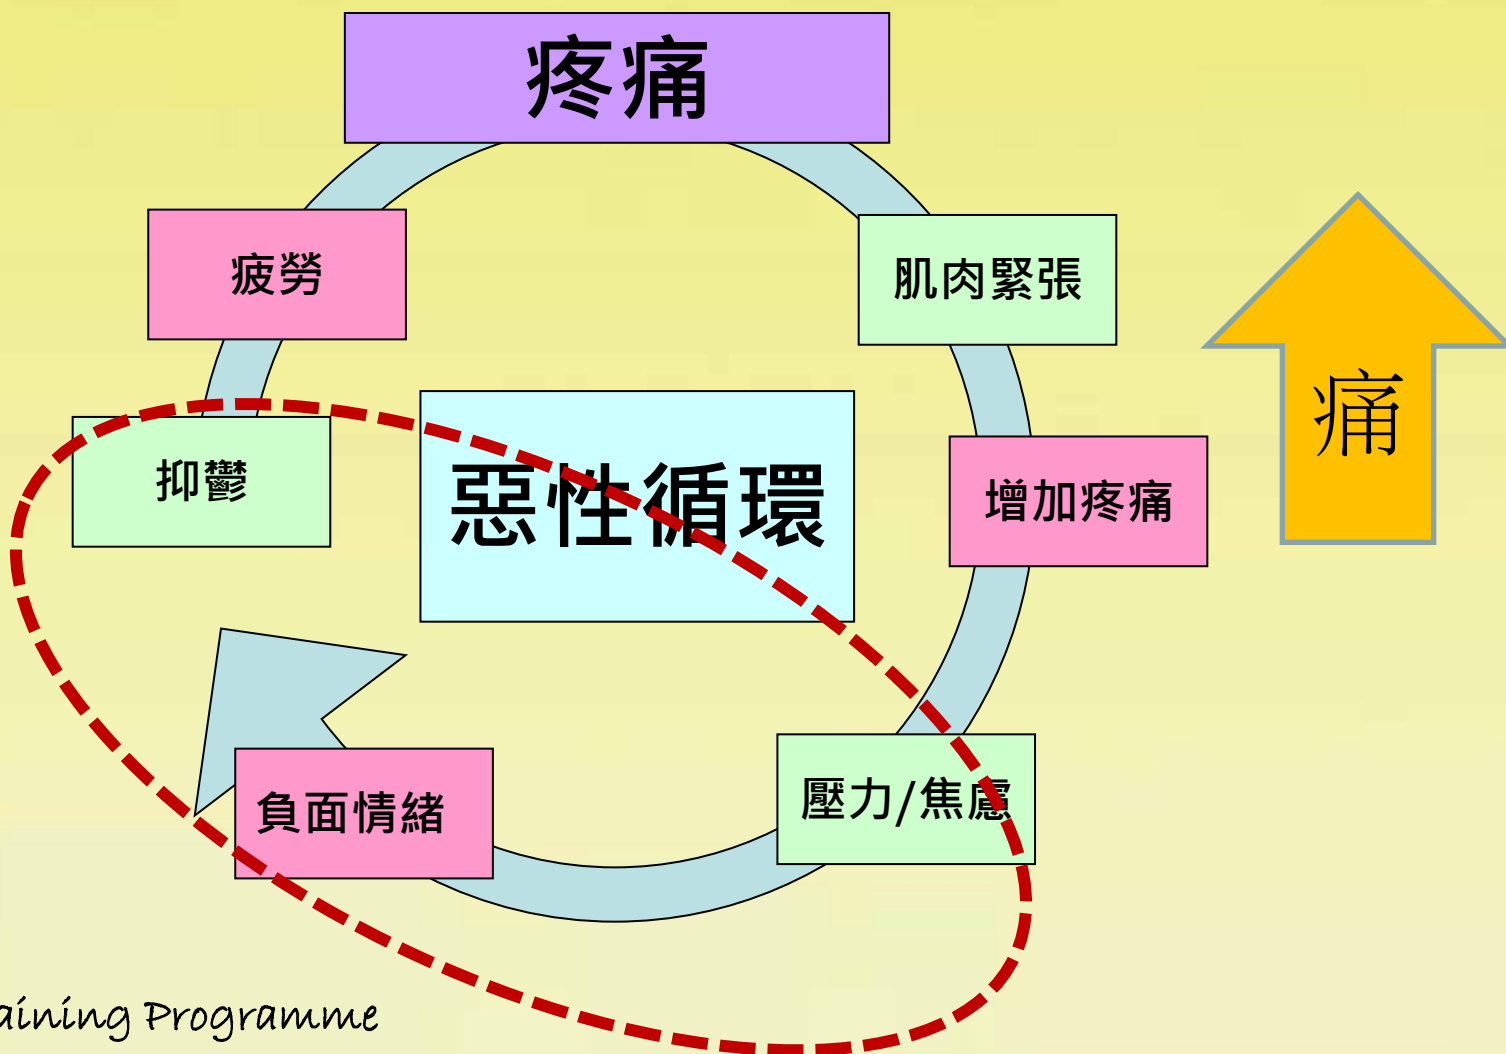 疼痛
疲勞
肌肉緊張
痛
抑鬱
惡性循環
增加疼痛
負面情緒
壓力/焦慮
aining Programme